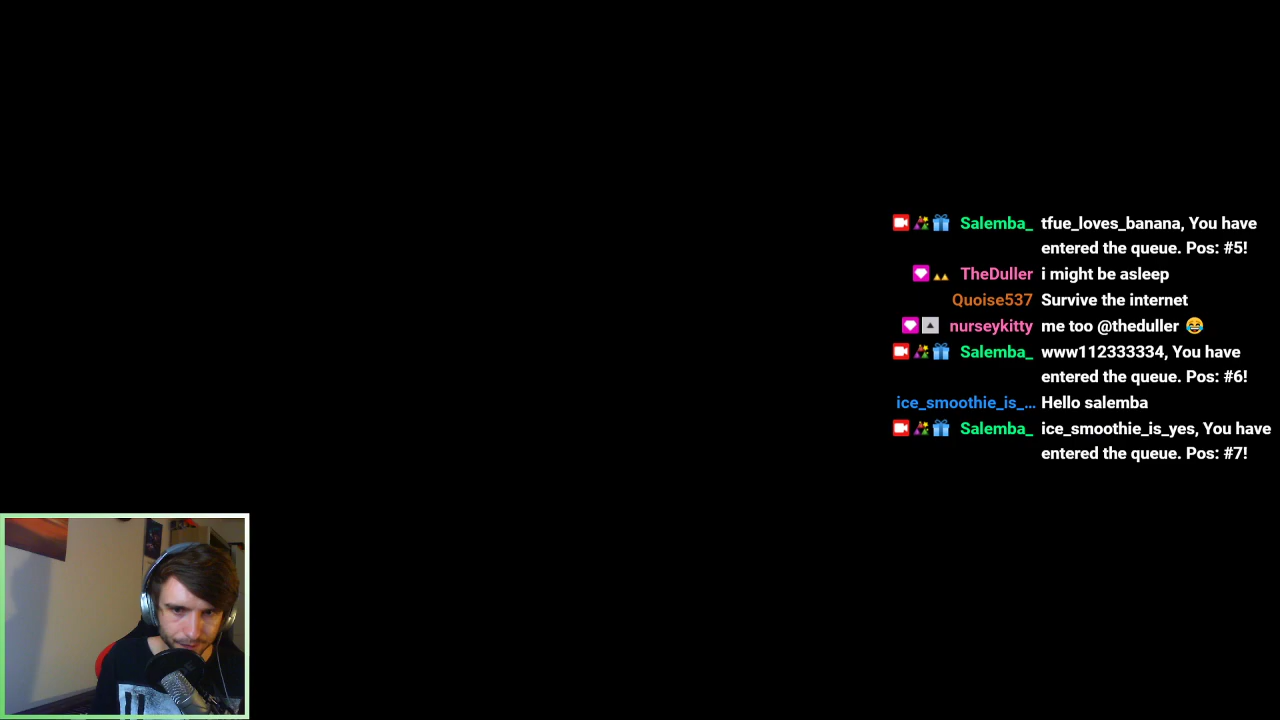 Salemba_ tfue_loves_banana, You have
entered the queue. Pos: #5!
TheDuller i might be asleep
Quoise537 Survive the internet
nurseykitty me too @theduller 😂
Salemba_ www112333334, You have
entered the queue. Pos: #6!
ice_smoothie_is_... Hello salemba
Salemba_ ice_smoothie_is_yes, You have
entered the queue. Pos: #7!